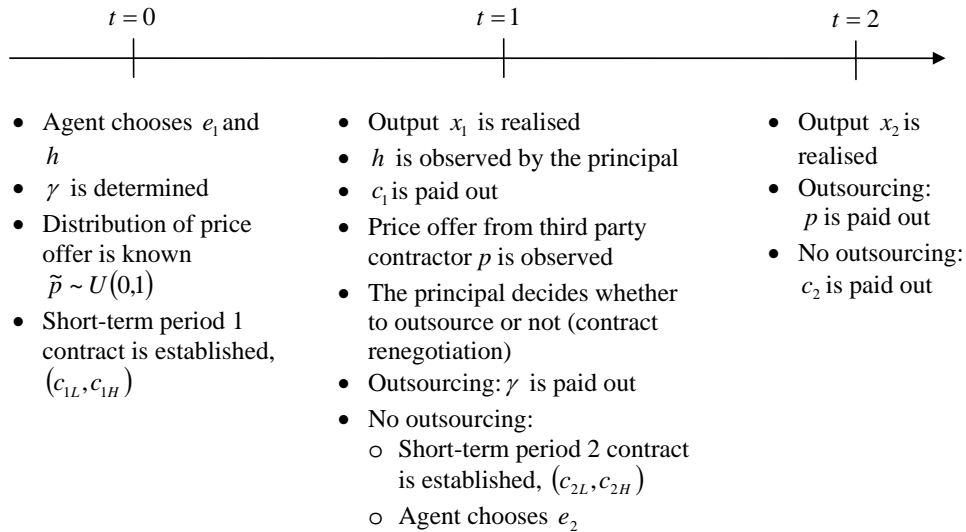 t = 0
t = 1
t = 2
• Agent chooses e₁ and
h
• γ is determined
• Distribution of price
offer is known
p̃ ~ U(0,1)
• Short-term period 1
contract is established,
(c₁L, c₁H)
• Output x₁ is realised
• h is observed by the principal
• c₁ is paid out
• Price offer from third party
contractor p is observed
• The principal decides whether
to outsource or not (contract
renegotiation)
• Outsourcing: γ is paid out
• No outsourcing:
o Short-term period 2 contract
is established, (c₂L, c₂H)
o Agent chooses e₂
• Output x₂ is
realised
• Outsourcing:
p is paid out
• No outsourcing:
c₂ is paid out